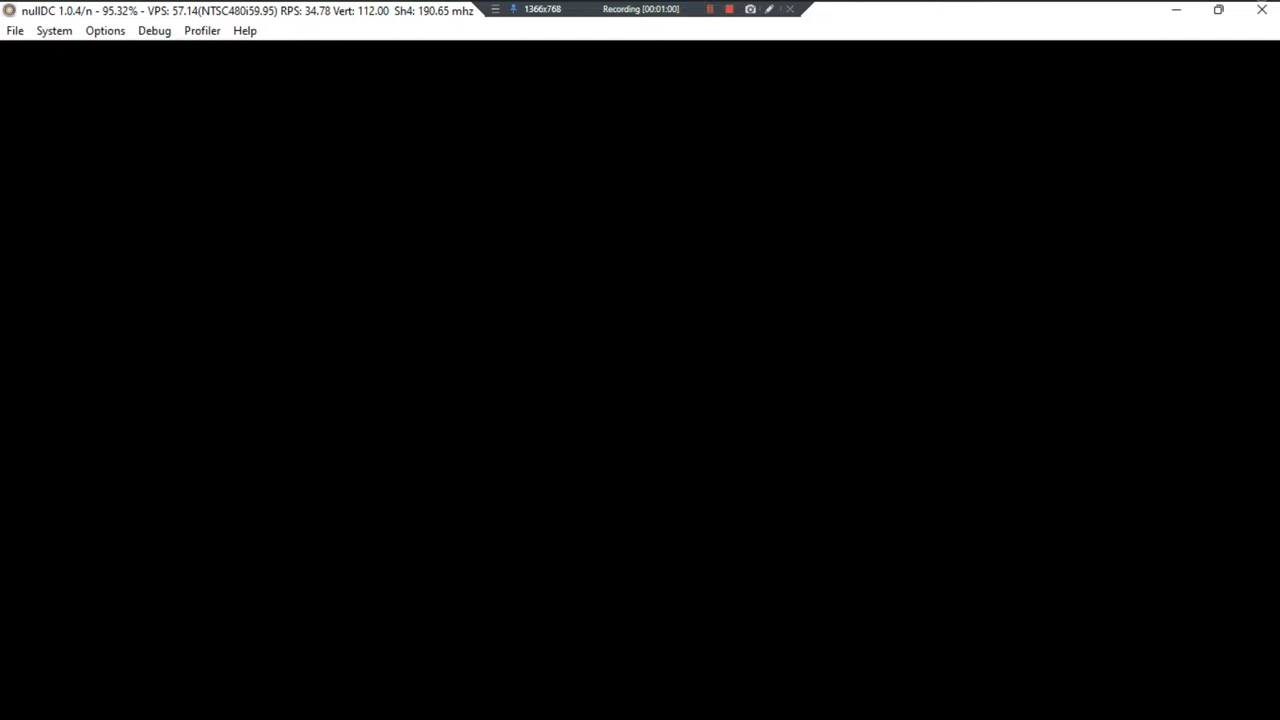 nullDC 1.0.4/n - 95.32% - VPS: 57.14(NTSC480i59.95) RPS: 34.78 Vert: 112.00 Sh4: 190.65 mhz
1366x768 Recording [00:01:00]
File System Options Debug Profiler Help